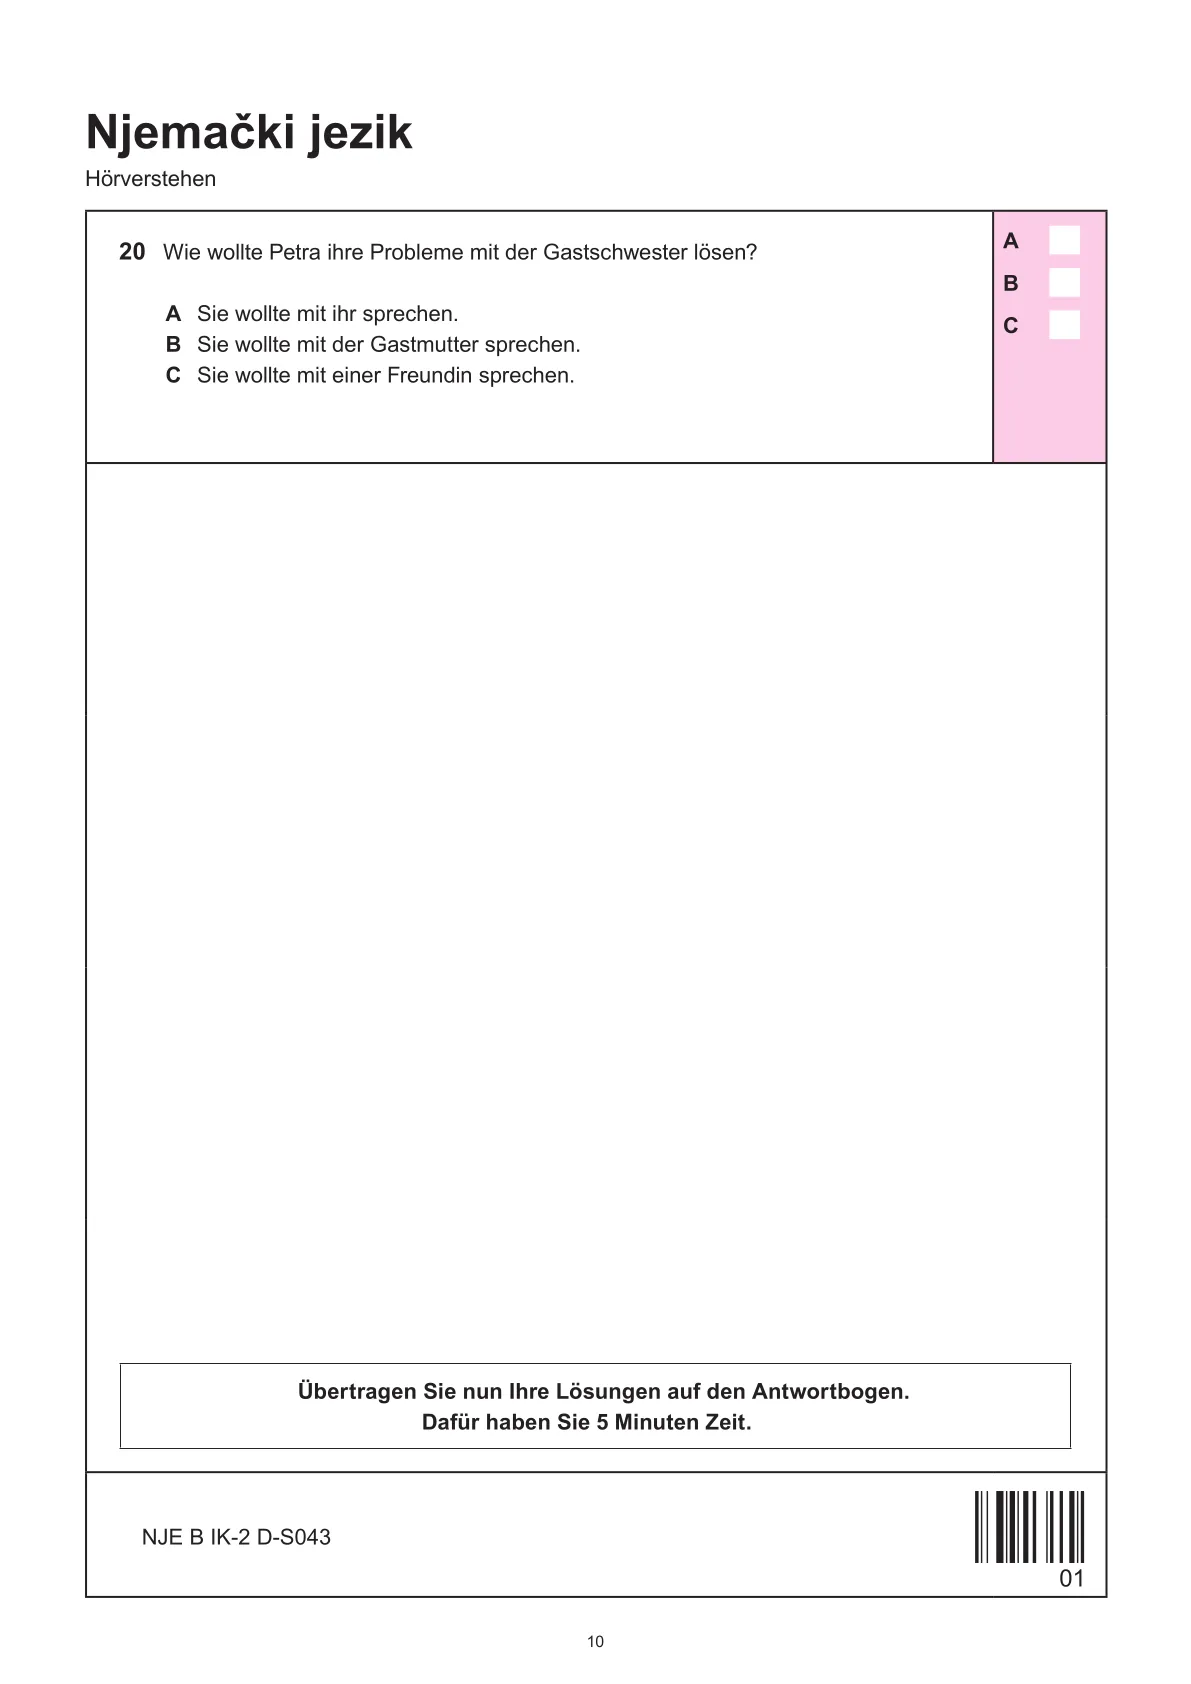 Njemački jezik
Hörverstehen
20 Wie wollte Petra ihre Probleme mit der Gastschwester lösen?
A Sie wollte mit ihr sprechen.
B Sie wollte mit der Gastmutter sprechen.
C Sie wollte mit einer Freundin sprechen.
A
B
C
Übertragen Sie nun Ihre Lösungen auf den Antwortbogen.
Dafür haben Sie 5 Minuten Zeit.
NJE B IK-2 D-S043
01
10